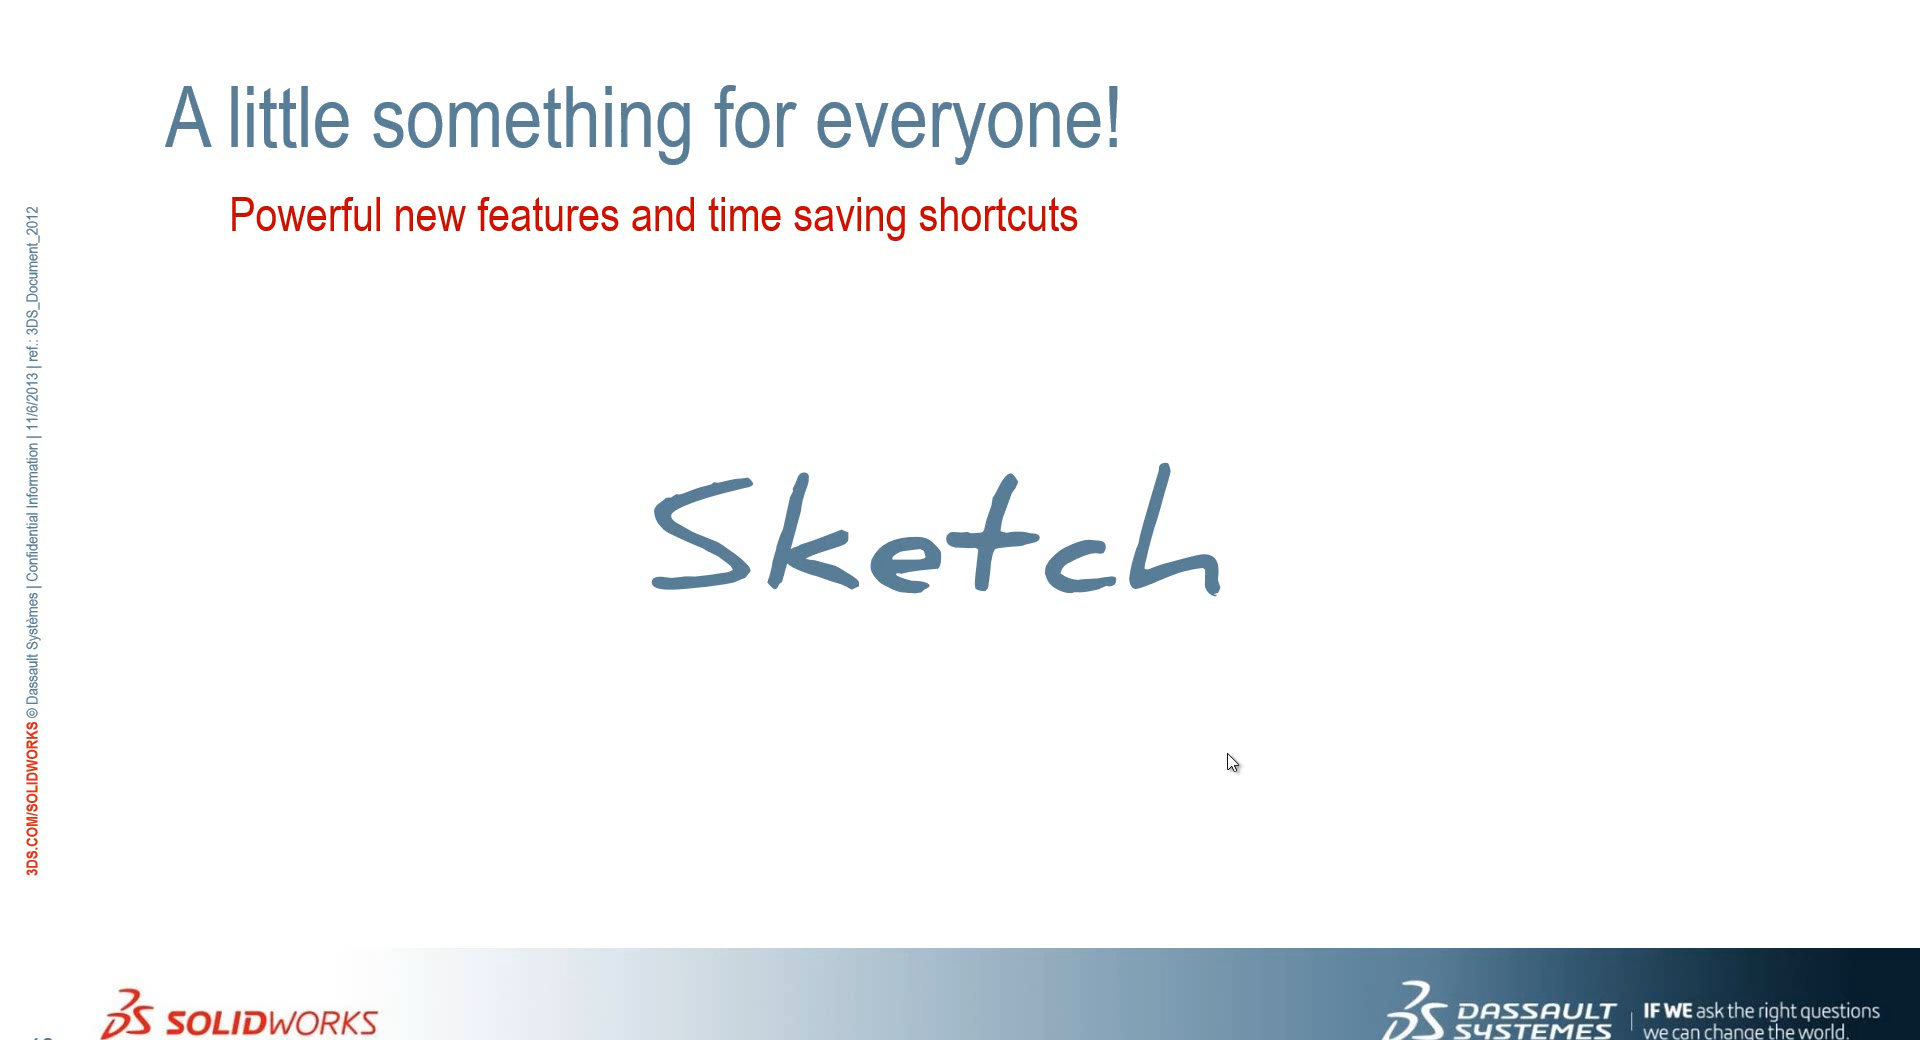 A little something for everyone!
Powerful new features and time saving shortcuts
3DS.COM/SOLIDWORKS © Dassault Systèmes | Confidential Information | 11/6/2013 | ref.: 3DS_Document_2012
Sketch
SOLIDWORKS
DASSAULT SYSTEMES
IF WE ask the right questions
we can change the world.